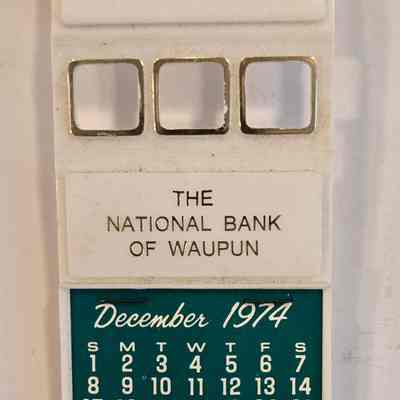 THE
NATIONAL BANK
OF WAUPUN
December 1974
S M T W T F S
1 2 3 4 5 6 7
8 9 10 11 12 13 14